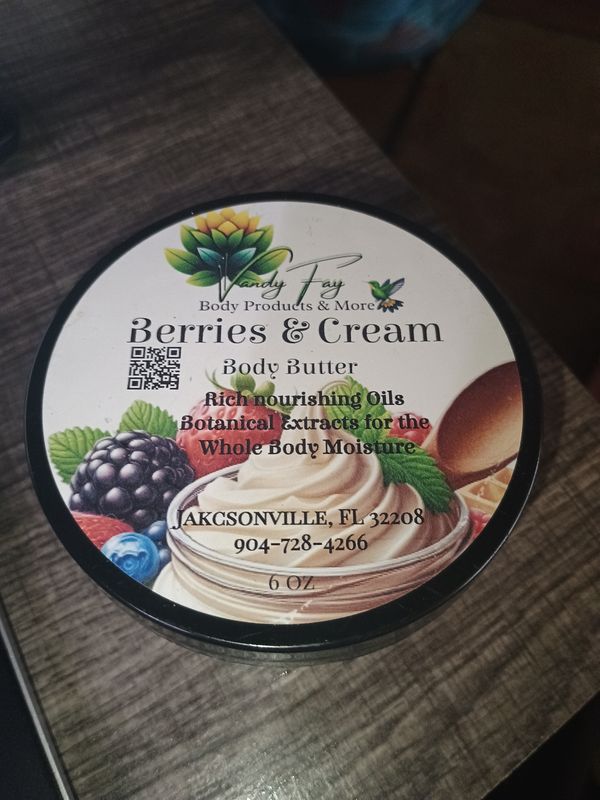 Vandy Fay
Body Products & More
Berries & Cream
Body Butter
Rich nourishing Oils
Botanical Extracts for the
Whole Body Moisture
JAKCSONVILLE, FL 32208
904-728-4266
6 OZ